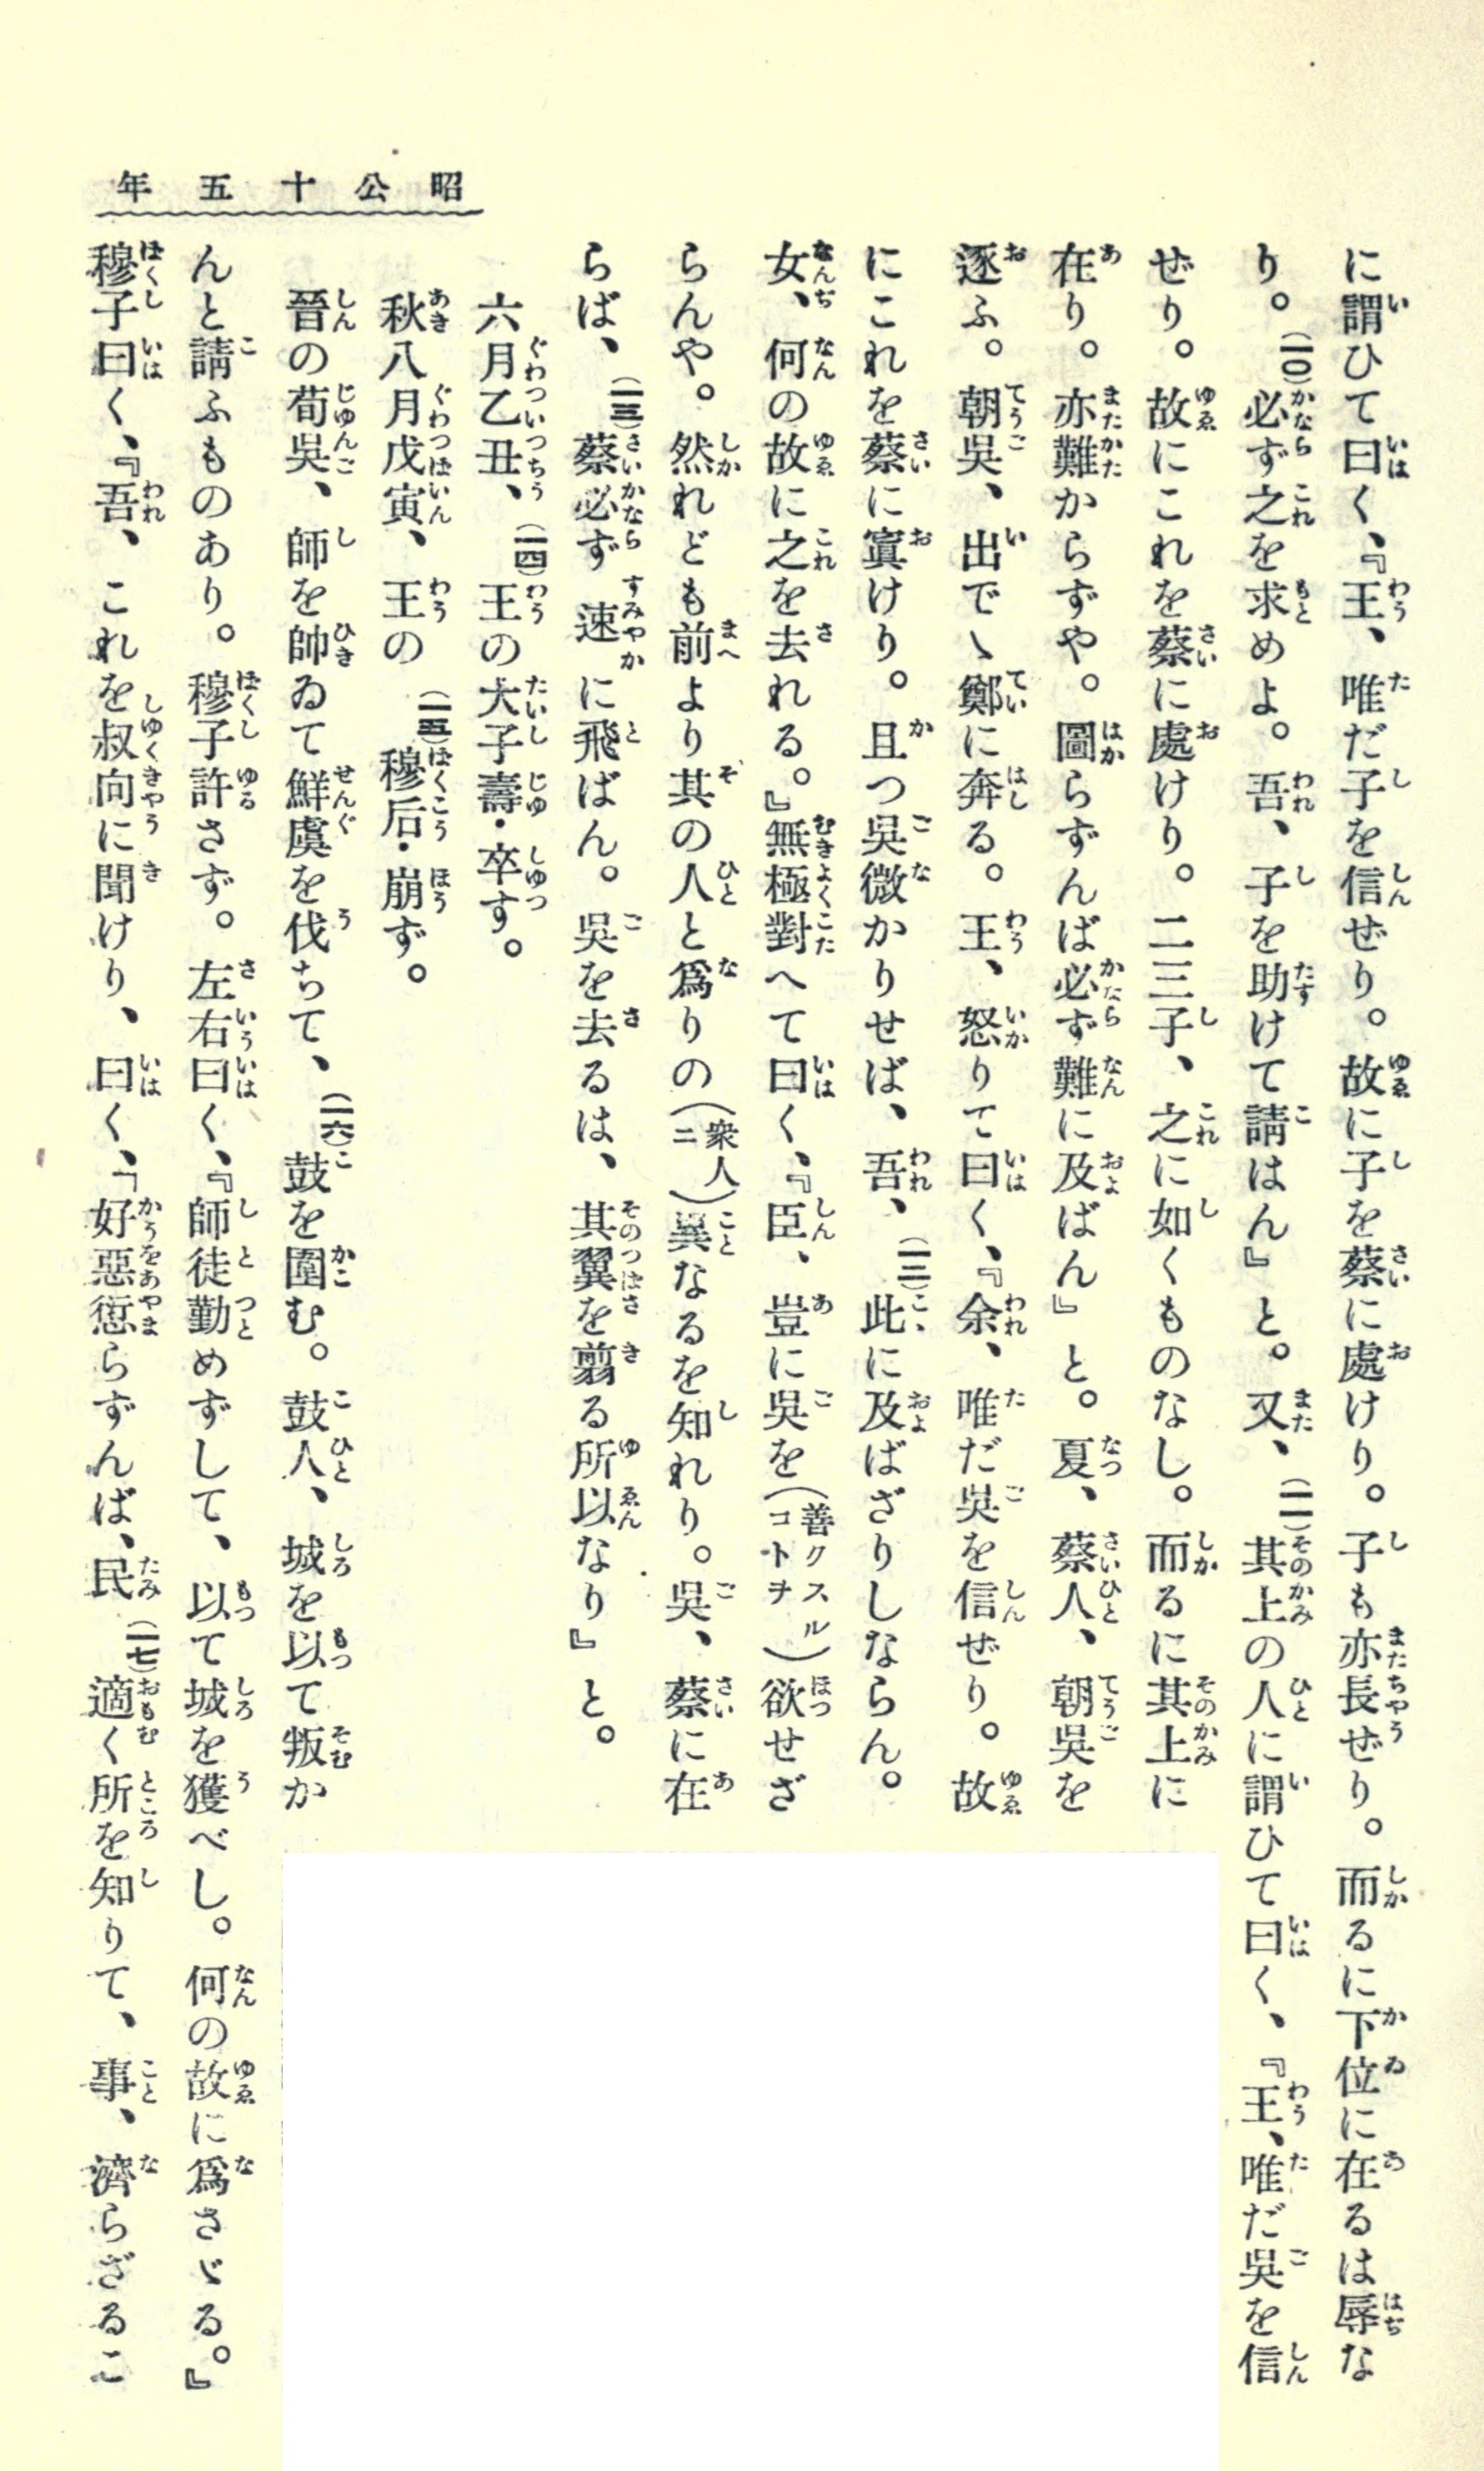 昭公十五年
に謂ひて曰く、『王、唯だ子を信ぜり。故に子を蔡に處けり。子も亦長ぜり。而るに下位に在るは辱な
り。(一〇)必ず之を求めよ。吾、子を助けて請はん』と。又、(一一)其上の人に謂ひて曰く、『王、唯だ吳を信
ぜり。故にこれを蔡に處けり。二三子、之に如くものなし。而るに其上に
在り。亦難からずや。圖らずんば必ず難に及ばん』と。夏、蔡人、朝吳を
逐ふ。朝吳、出でゝ鄭に奔る。王、怒りて曰く、『余、唯だ吳を信ぜり。故
にこれを蔡に寘けり。且つ吳微かりせば、吾、(一二)此に及ばざりしならん。
女、何の故に之を去れる。』無極對へて曰く、『臣、豈に吳を(善クスルコトヲ)欲せざ
らんや。然れども前より其の人と爲りの(衆人ニ)異なるを知れり。吳、蔡に在
らば、(一三)蔡必ず速に飛ばん。吳を去るは、其翼を翦る所以なり』と。
六月乙丑、(一四)王の大子壽・卒す。
秋八月戊寅、王の(一五)穆后・崩ず。
晉の荀吳、師を帥ゐて鮮虞を伐ちて、(一六)鼓を圍む。鼓人、城を以て叛か
んと請ふものあり。穆子許さず。左右曰く、『師徒勤めずして、以て城を獲べし。何の故に爲さゞる。』
穆子曰く、『吾、これを叔向に聞けり、曰く、「好惡愆らずんば、民(一七)適く所を知りて、事、濟らざるこ